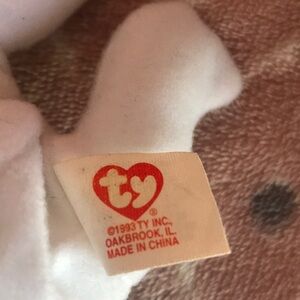 ty®
©1993 TY INC.,
OAKBROOK, IL.
MADE IN CHINA